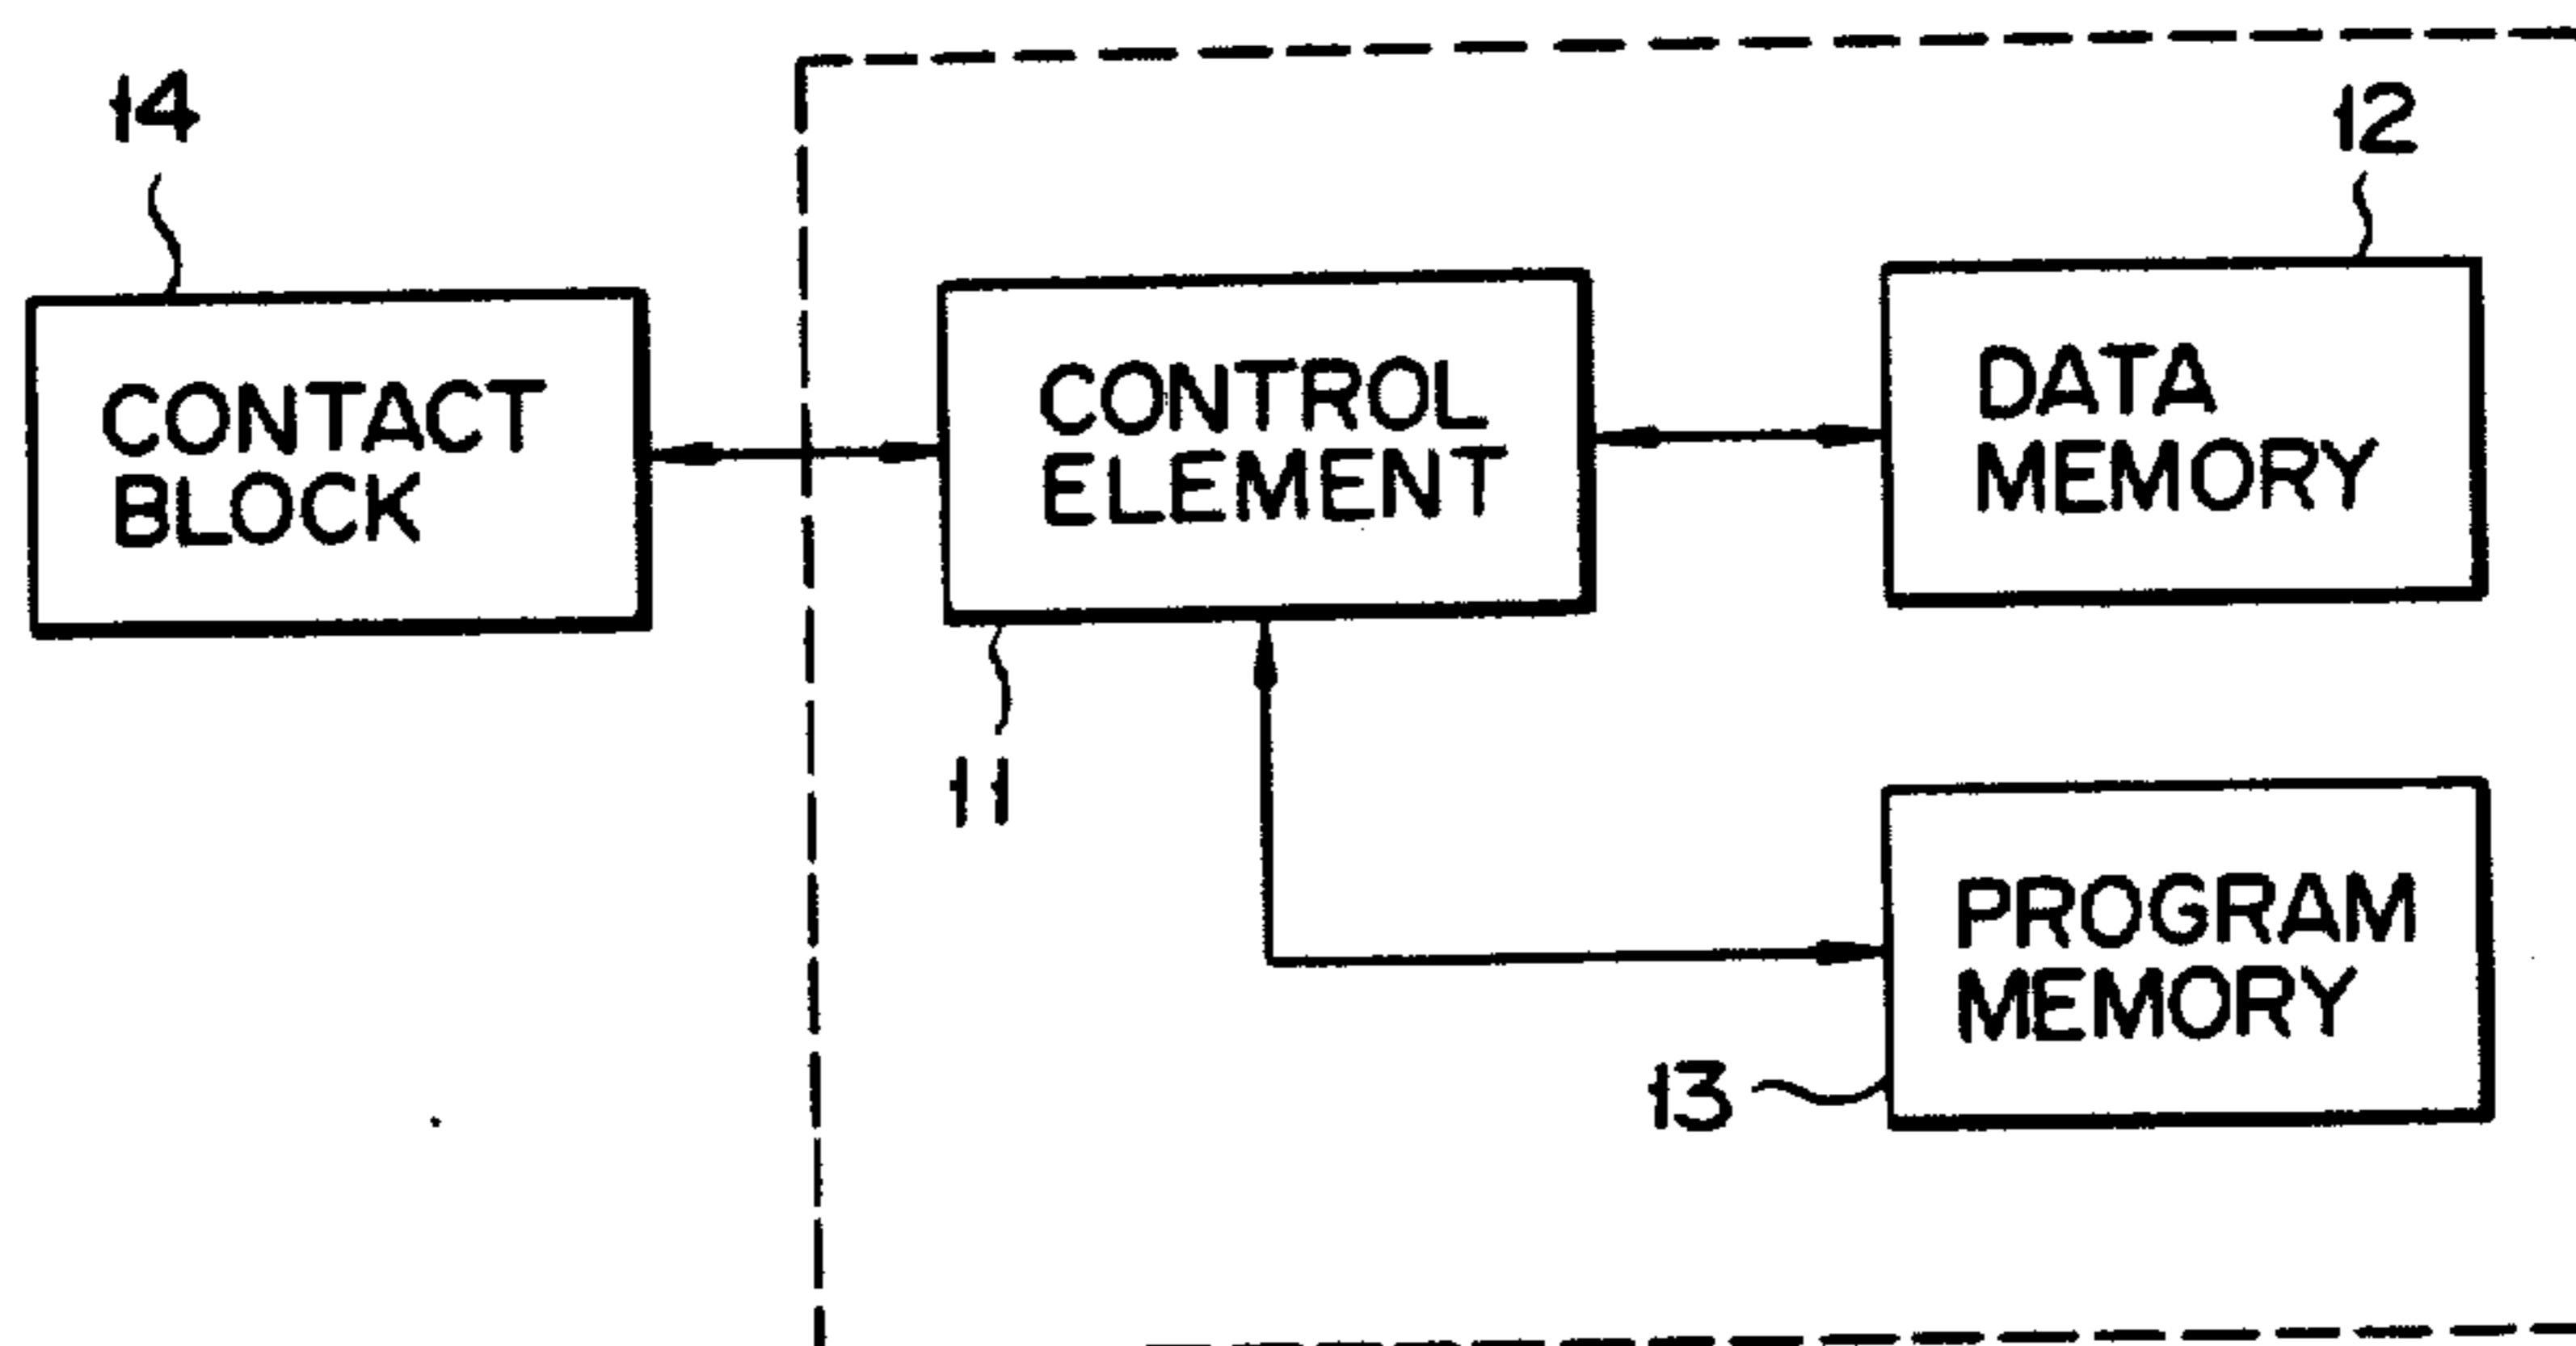 14
12
CONTACT
BLOCK
CONTROL
ELEMENT
DATA
MEMORY
11
PROGRAM
MEMORY
13